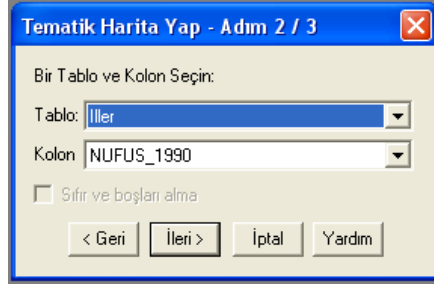 Tematik Harita Yap - Adım 2 / 3
Bir Tablo ve Kolon Seçin:
Tablo: İller
Kolon NUFUS_1990
Sıfır ve boşları alma
< Geri İleri > İptal Yardım